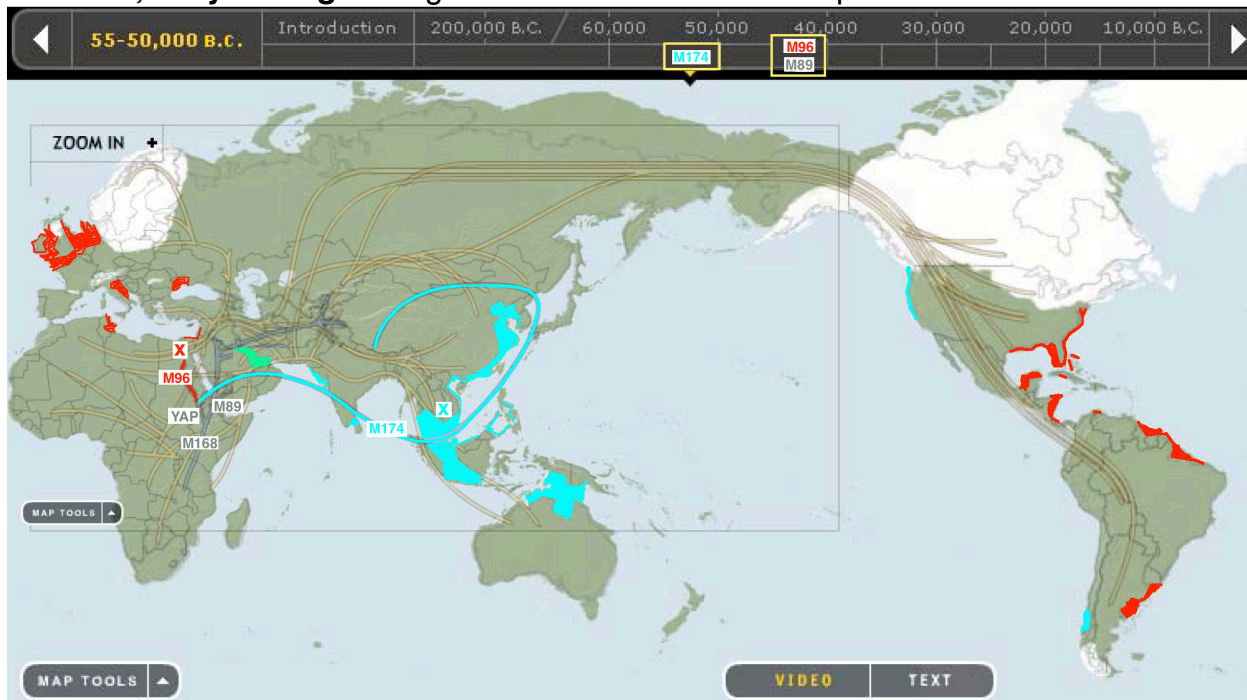 55-50,000 B.C.
Introduction
200,000 B.C.
60,000
50,000
40,000
30,000
20,000
10,000 B.C.
M174
M96
M89
ZOOM IN +
X
M96
YAP
M89
M168
X
M174
MAP TOOLS
MAP TOOLS
VIDEO
TEXT